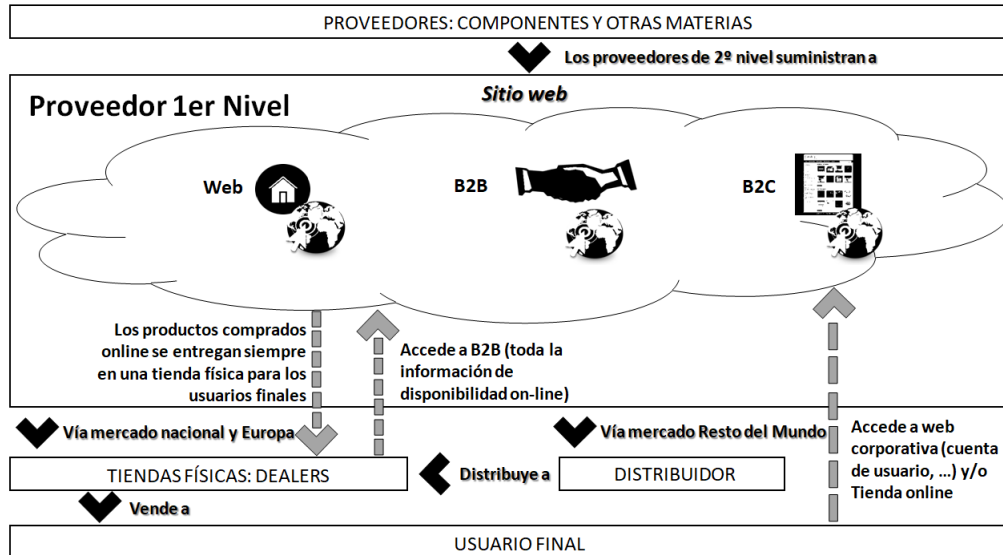 PROVEEDORES: COMPONENTES Y OTRAS MATERIAS
Los proveedores de 2º nivel suministran a
Proveedor 1er Nivel
Sitio web
Web
B2B
B2C
Los productos comprados
online se entregan siempre
en una tienda física para los
usuarios finales
Accede a B2B (toda la
información de
disponibilidad on-line)
Vía mercado nacional y Europa
Vía mercado Resto del Mundo
Accede a web
corporativa (cuenta
de usuario, ...) y/o
Tienda online
TIENDAS FÍSICAS: DEALERS
Distribuye a
DISTRIBUIDOR
Vende a
USUARIO FINAL